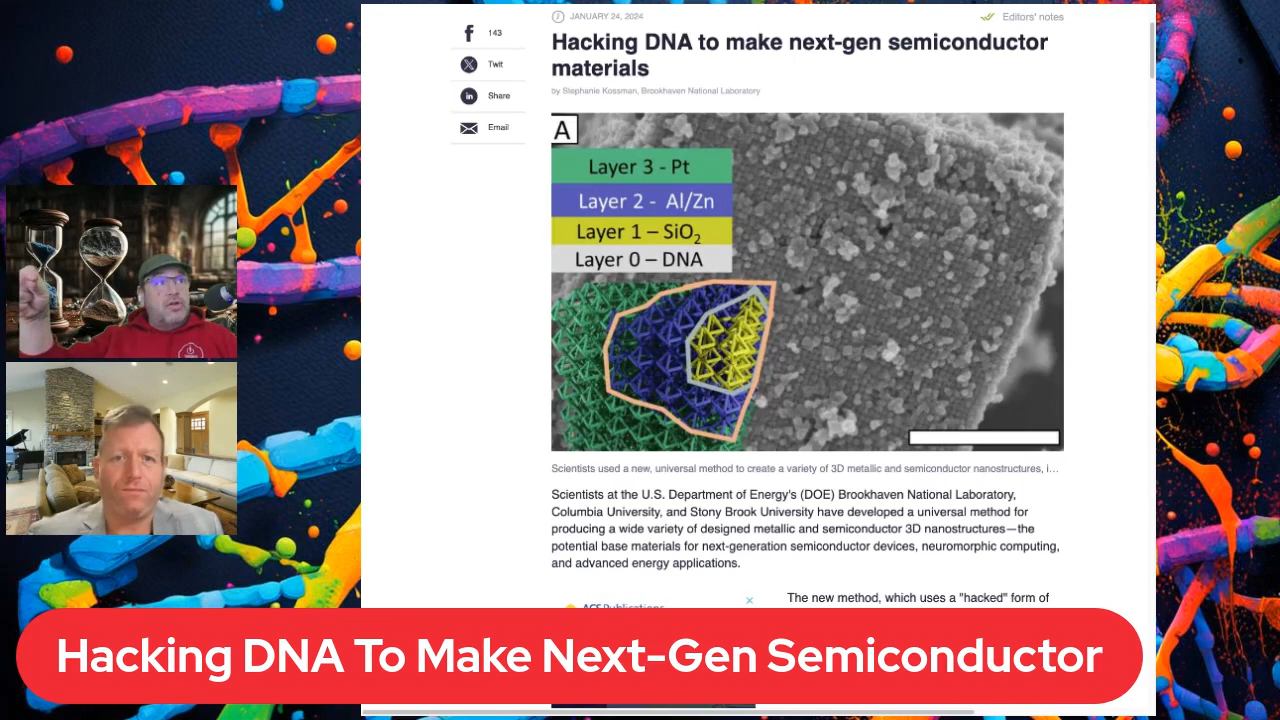 JANUARY 24, 2024
Editors' notes
Hacking DNA to make next-gen semiconductor
materials
by Stephanie Kossman, Brookhaven National Laboratory
143
Twit
Share
Email
A
Layer 3 - Pt
Layer 2 - Al/Zn
Layer 1 – SiO2
Layer 0 – DNA
Scientists used a new, universal method to create a variety of 3D metallic and semiconductor nanostructures, i…
Scientists at the U.S. Department of Energy's (DOE) Brookhaven National Laboratory,
Columbia University, and Stony Brook University have developed a universal method for
producing a wide variety of designed metallic and semiconductor 3D nanostructures—the
potential base materials for next-generation semiconductor devices, neuromorphic computing,
and advanced energy applications.
ACS Publications
The new method, which uses a "hacked" form of
Hacking DNA To Make Next-Gen Semiconductor